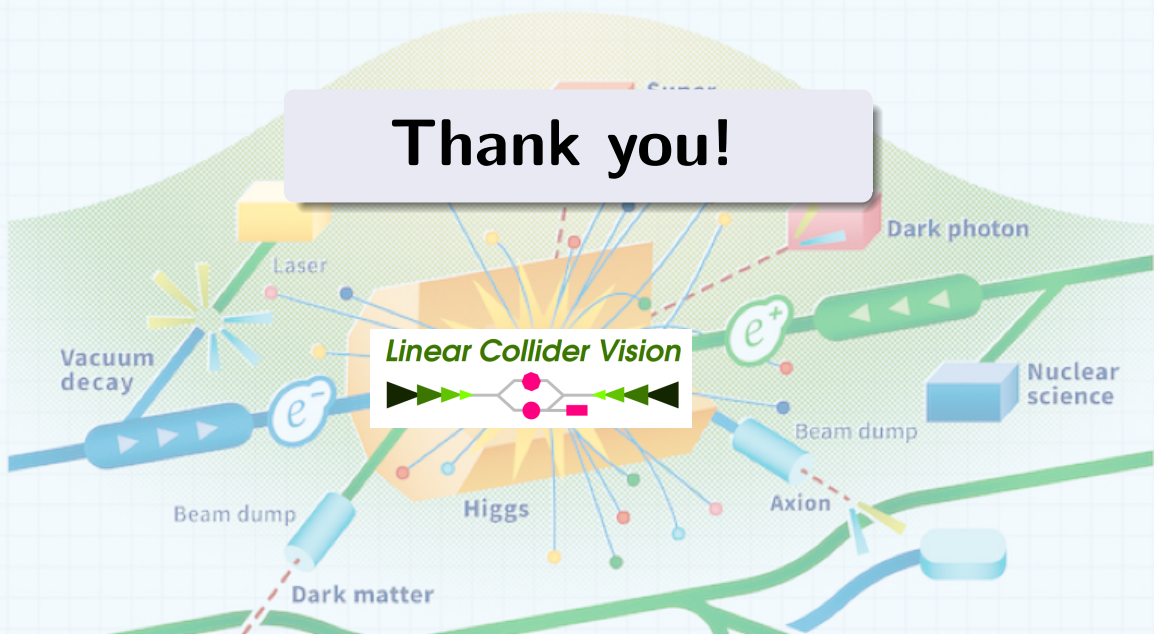 Super
Thank you!
Dark photon
Laser
e+
Linear Collider Vision
Vacuum
decay
e−
Nuclear
science
Beam dump
Axion
Higgs
Beam dump
Dark matter